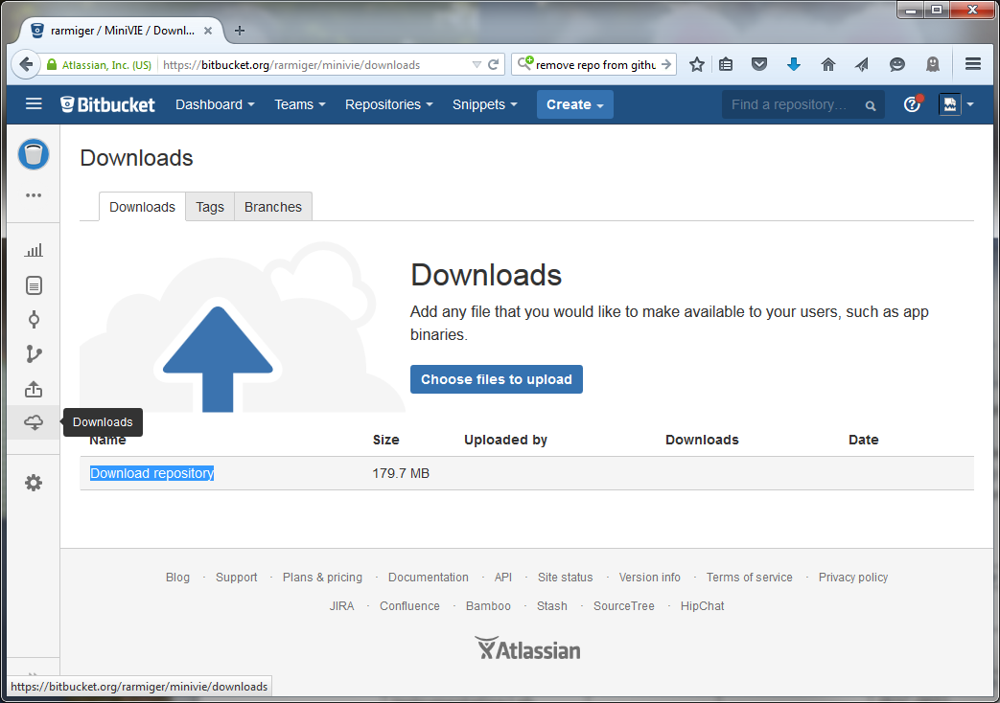 rarmiger / MiniVIE / Downl...
Atlassian, Inc. (US) https://bitbucket.org/rarmiger/minivie/downloads remove repo from githu
Bitbucket Dashboard Teams Repositories Snippets Create Find a repository...
Downloads
Downloads Tags Branches
Downloads
Add any file that you would like to make available to your users, such as app
binaries.
Choose files to upload
Downloads
Name Size Uploaded by Downloads Date
Download repository 179.7 MB
Blog · Support · Plans & pricing · Documentation · API · Site status · Version info · Terms of service · Privacy policy
JIRA · Confluence · Bamboo · Stash · SourceTree · HipChat
Atlassian
https://bitbucket.org/rarmiger/minivie/downloads